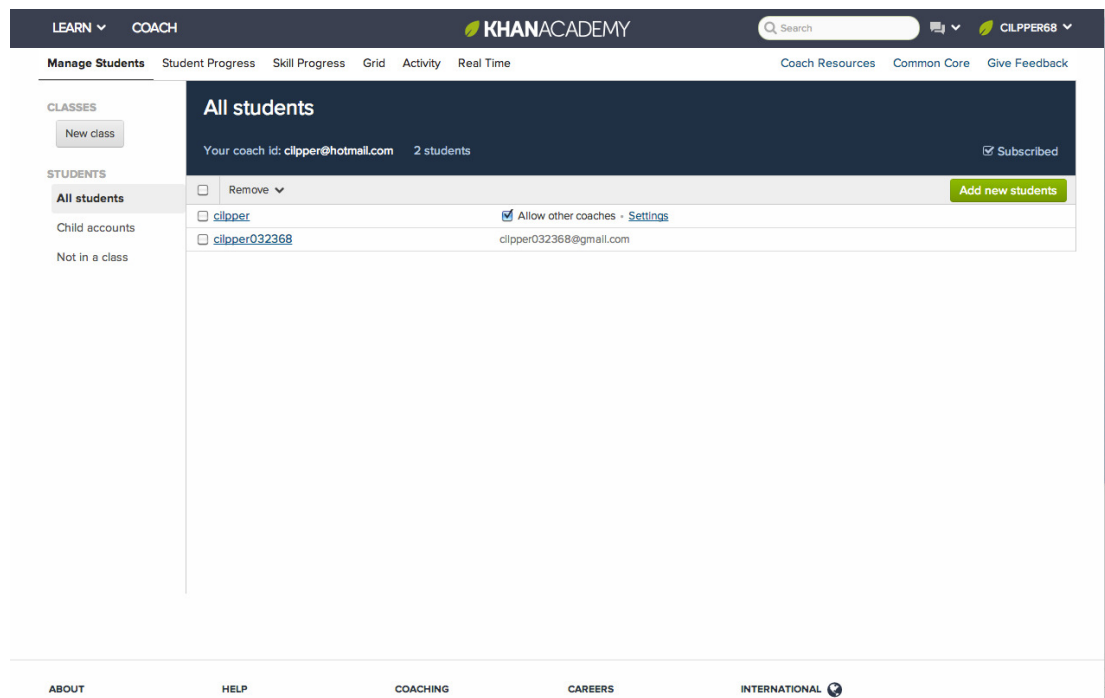 LEARN COACH KHANACADEMY Search CILPPER68
Manage Students Student Progress Skill Progress Grid Activity Real Time Coach Resources Common Core Give Feedback
CLASSES
New class
STUDENTS
All students
Child accounts
Not in a class
All students
Your coach id: cilpper@hotmail.com 2 students Subscribed
Remove Add new students
cilpper Allow other coaches • Settings
cilpper032368 cilpper032368@gmail.com
ABOUT HELP COACHING CAREERS INTERNATIONAL